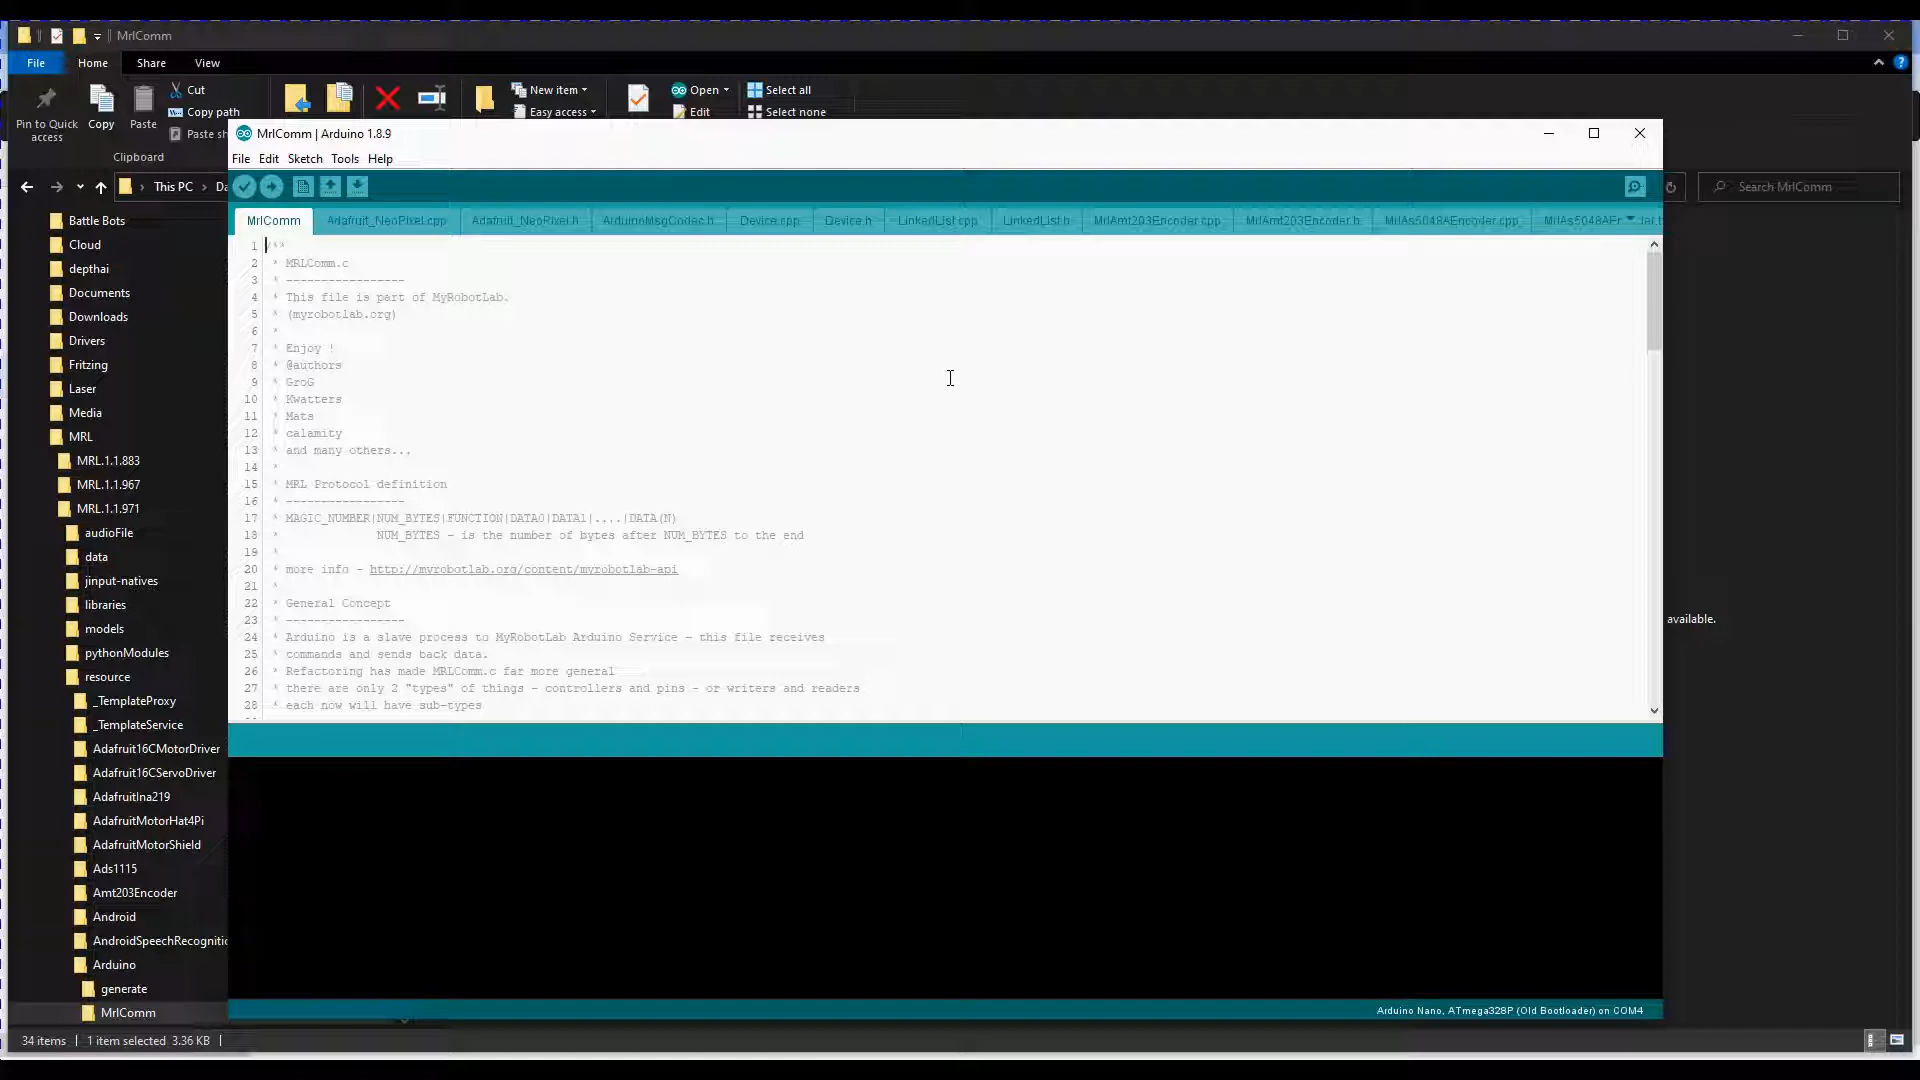 MrlComm
File Home Share View
Pin to Quick access
Copy
Paste
Cut
Copy path
Paste sh
Clipboard
New item
Easy access
Open
Edit
Select all
Select none
This PC
Da
Search MrlComm
Battle Bots
Cloud
depthai
Documents
Downloads
Drivers
Fritzing
Laser
Media
MRL
MRL.1.1.883
MRL.1.1.967
MRL.1.1.971
audioFile
data
jinput-natives
libraries
models
pythonModules
resource
_TemplateProxy
_TemplateService
Adafruit16CMotorDriver
Adafruit16CServoDriver
AdafruitIna219
AdafruitMotorHat4Pi
AdafruitMotorShield
Ads1115
Amt203Encoder
Android
AndroidSpeechRecognitic
Arduino
generate
MrlComm
34 items 1 item selected 3.36 KB
available.
MrlComm | Arduino 1.8.9
File Edit Sketch Tools Help
MrlComm Adafruit_NeoPixel.cpp Adafruit_NeoPixel.h ArduinoMsgCodec.h Device.cpp Device.h LinkedList.cpp LinkedList.h MrlAmt203Encoder.cpp MrlAmt203Encoder.h MrlAs5048AEncoder.cpp
1 /**
2 * MRLComm.c
3 * -----------------
4 * This file is part of MyRobotLab.
5 * (myrobotlab.org)
6 *
7 * Enjoy !
8 * @authors
9 * GroG
10 * Kwatters
11 * Mats
12 * calamity
13 * and many others...
14 *
15 * MRL Protocol definition
16 * -----------------
17 * MAGIC_NUMBER|NUM_BYTES|FUNCTION|DATA0|DATA1|....|DATA(N)
18 * NUM_BYTES - is the number of bytes after NUM_BYTES to the end
19 *
20 * more info - http://myrobotlab.org/content/myrobotlab-api
21 *
22 * General Concept
23 * -----------------
24 * Arduino is a slave process to MyRobotLab Arduino Service - this file receives
25 * commands and sends back data.
26 * Refactoring has made MRLComm.c far more general
27 * there are only 2 "types" of things - controllers and pins - or writers and readers
28 * each now will have sub-types
Arduino Nano, ATmega328P (Old Bootloader) on COM4